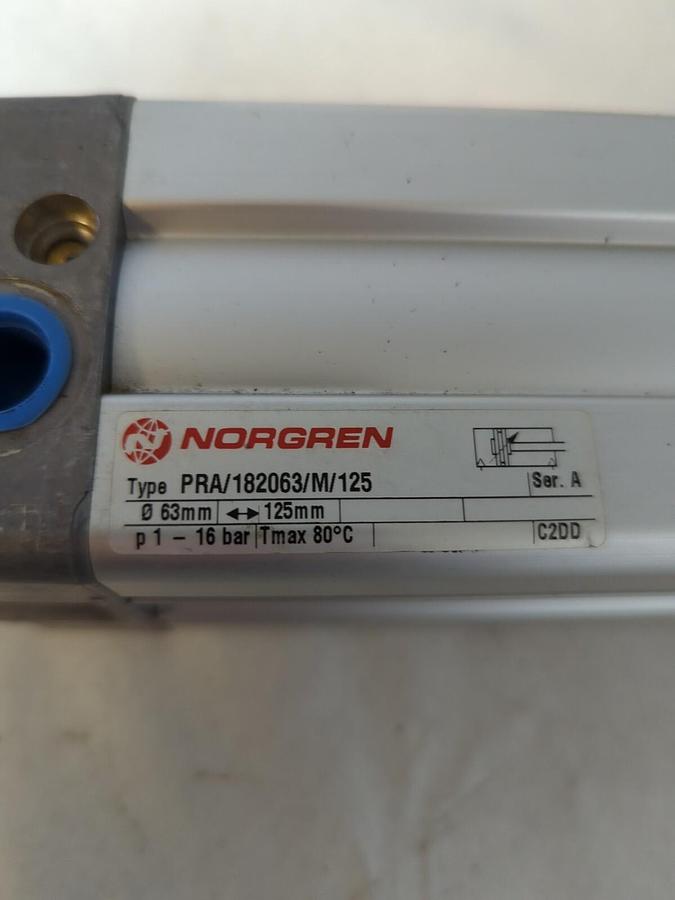 NORGREN
Type PRA/182063/M/125 Ser. A
Ø 63mm ↔ 125mm
p 1 – 16 bar Tmax 80°C C2DD